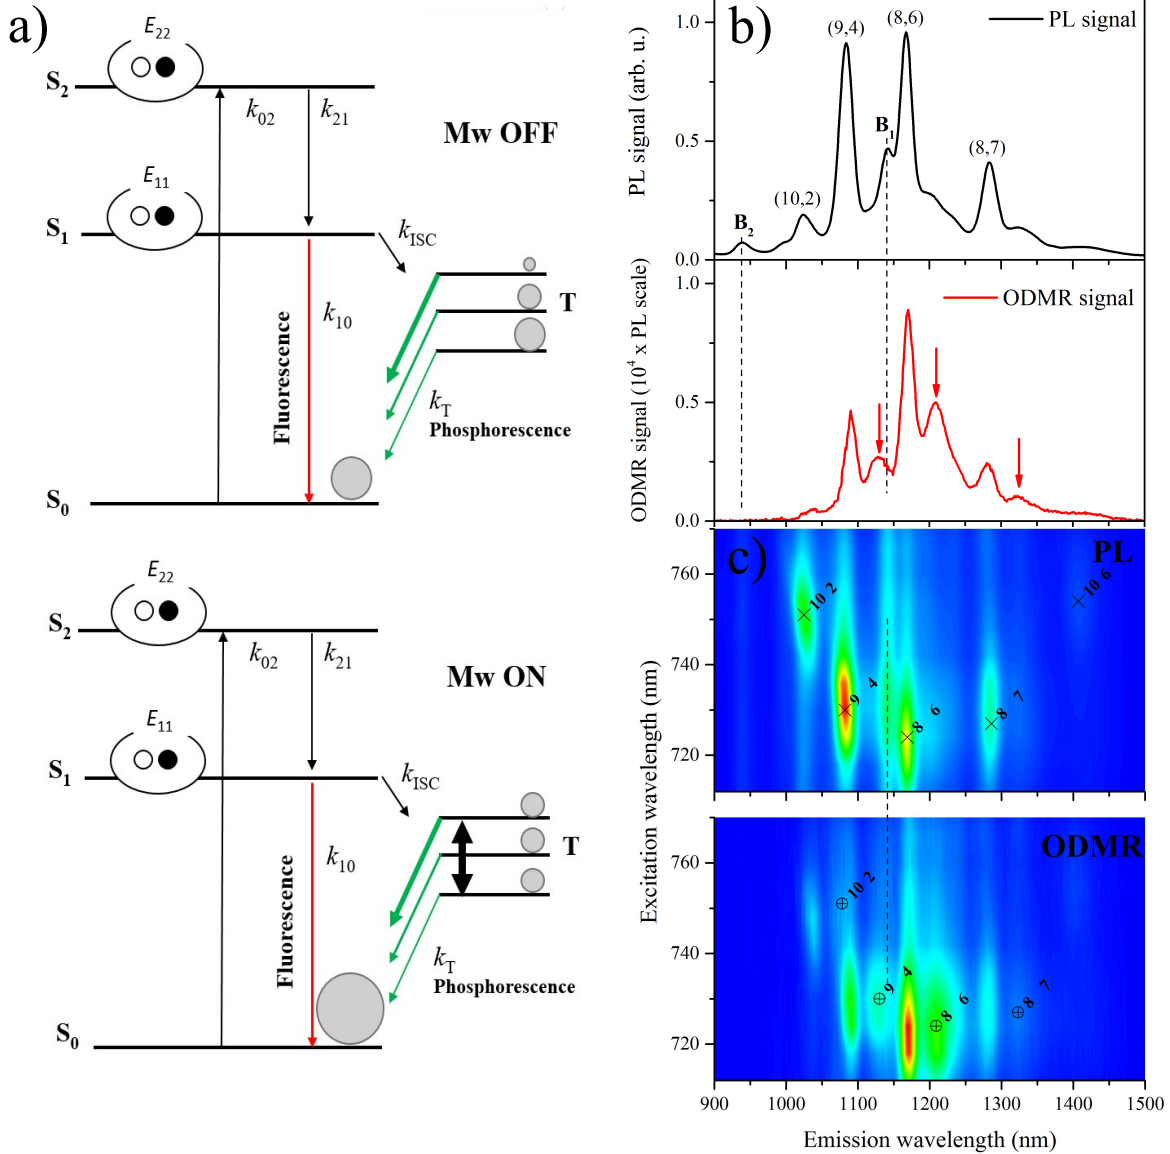 a)
E22
S2
k02
k21
Mw OFF
E11
S1
kISC
T
k10
Fluorescence
kT
Phosphorescence
S0
E22
S2
k02
k21
Mw ON
E11
S1
kISC
T
k10
Fluorescence
kT
Phosphorescence
S0
b)
PL signal
PL signal (arb. u.)
1.0
0.5
0.0
(9,4)
(8,6)
B1
(8,7)
(10,2)
B2
ODMR signal
ODMR signal (10^4 x PL scale)
1.0
0.5
0.0
c)
PL
Excitation wavelength (nm)
760
740
720
10 2
10 6
9 4
8 6
8 7
ODMR
760
740
720
10 2
9 4
8 6
8 7
900 1000 1100 1200 1300 1400 1500
Emission wavelength (nm)